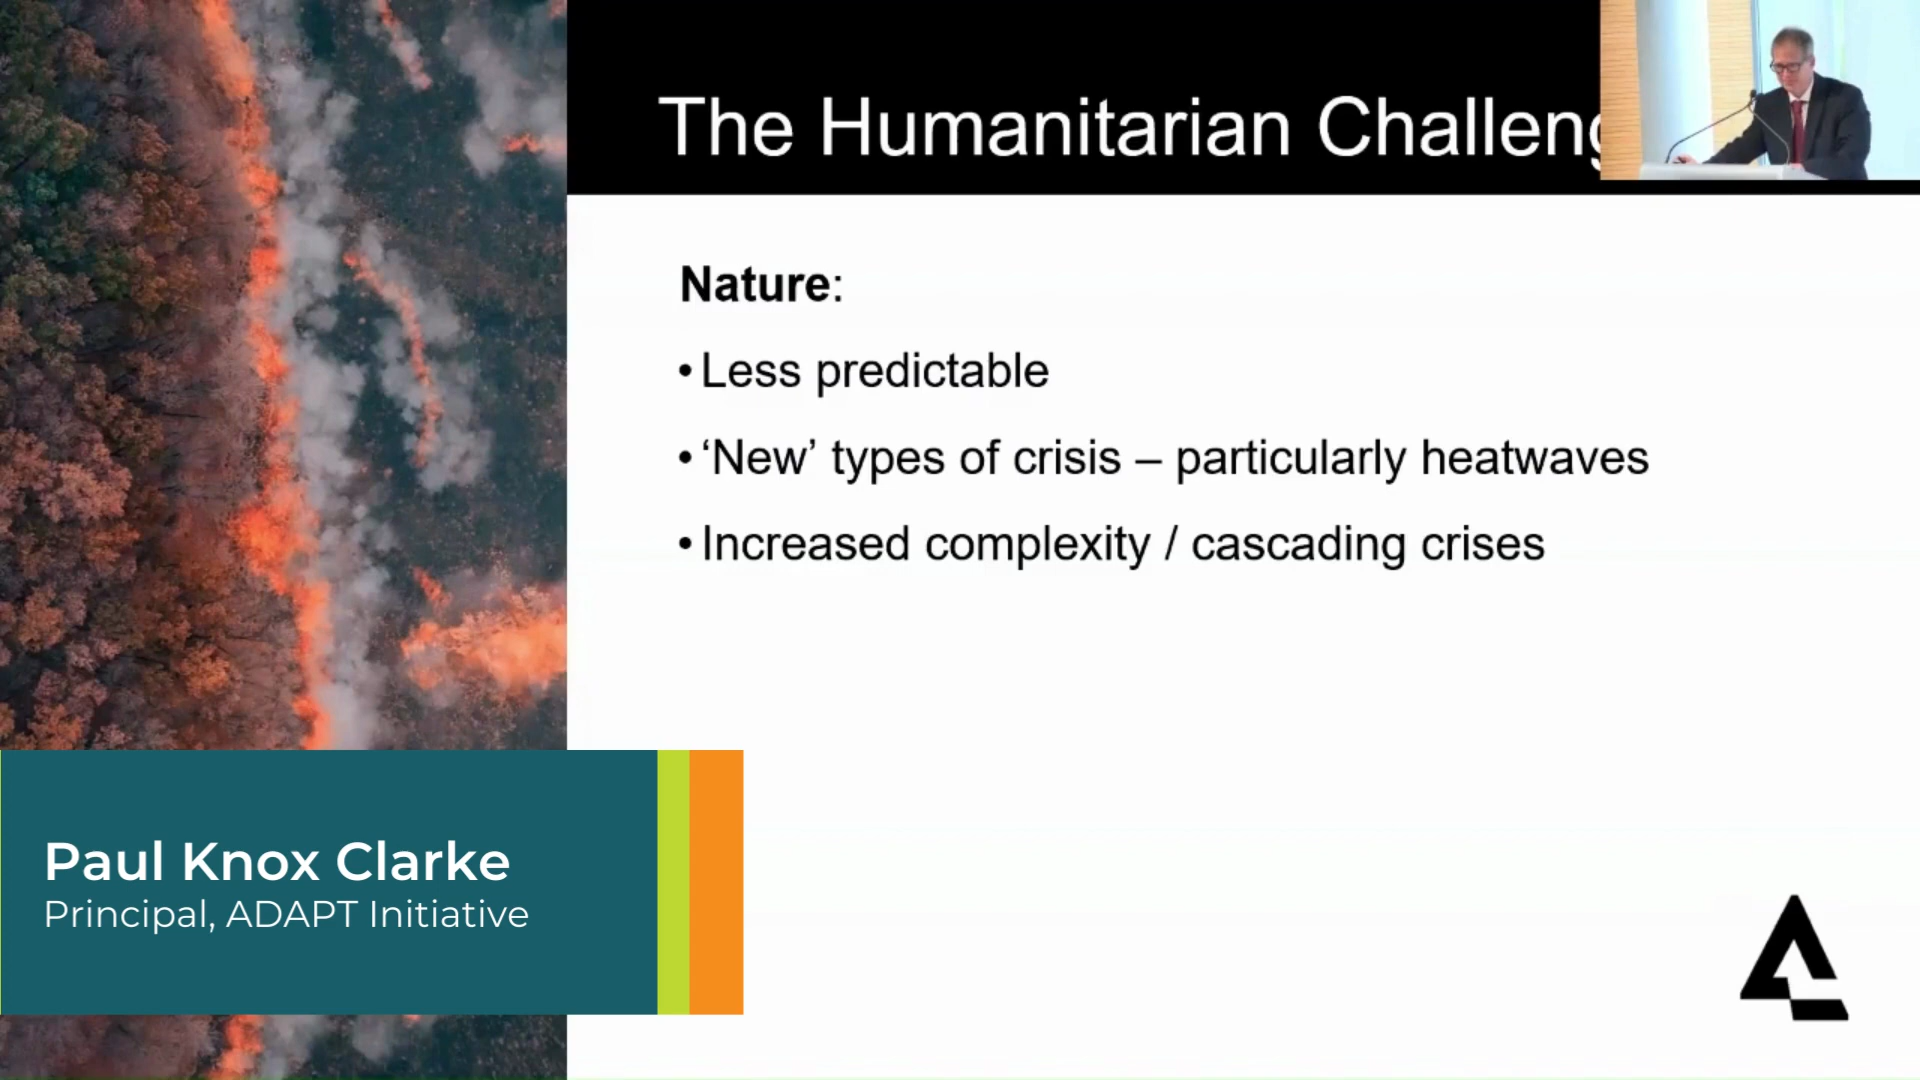 The Humanitarian Challeng
Nature:
• Less predictable
• ‘New’ types of crisis – particularly heatwaves
• Increased complexity / cascading crises
Paul Knox Clarke
Principal, ADAPT Initiative